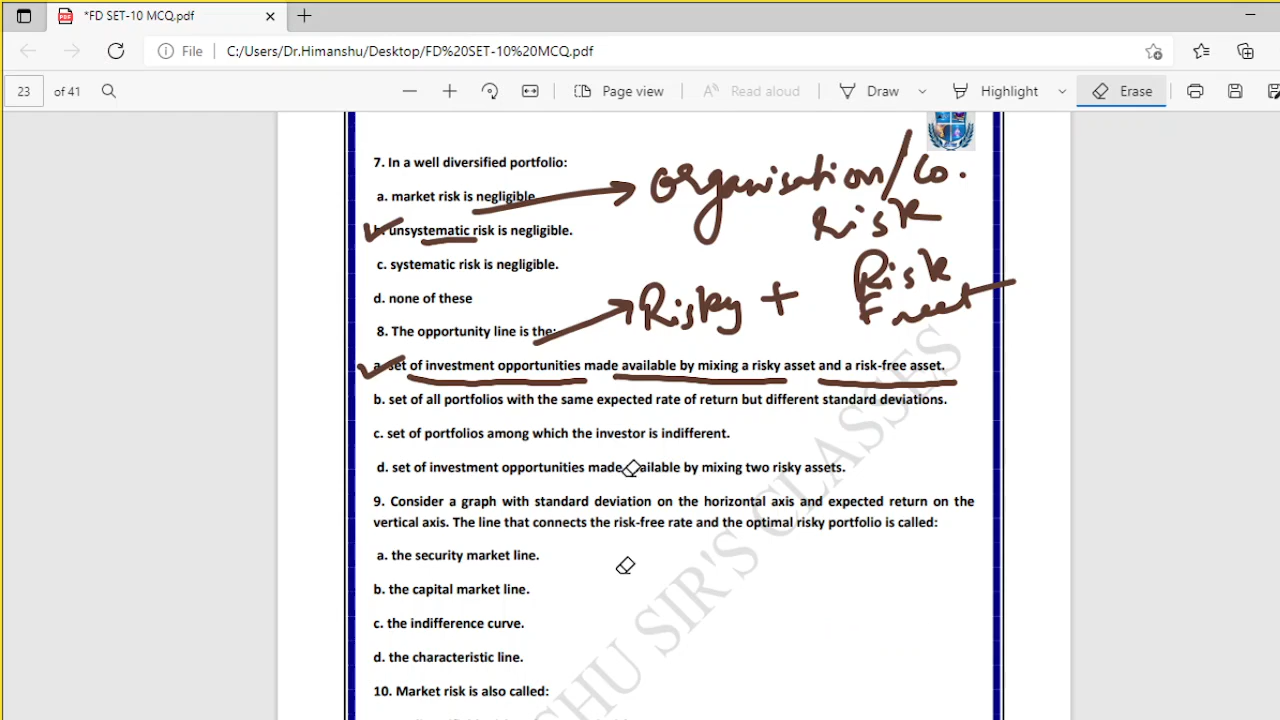 *FD SET-10 MCQ.pdf
File C:/Users/Dr.Himanshu/Desktop/FD%20SET-10%20MCQ.pdf
23 of 41 Page view Read aloud Draw Highlight Erase
7. In a well diversified portfolio:
a. market risk is negligible
Organisation/Co.
Risk
b. unsystematic risk is negligible.
c. systematic risk is negligible.
d. none of these
Risky + Risk
Free
8. The opportunity line is the:
a. set of investment opportunities made available by mixing a risky asset and a risk-free asset.
b. set of all portfolios with the same expected rate of return but different standard deviations.
c. set of portfolios among which the investor is indifferent.
d. set of investment opportunities made available by mixing two risky assets.
9. Consider a graph with standard deviation on the horizontal axis and expected return on the
vertical axis. The line that connects the risk-free rate and the optimal risky portfolio is called:
a. the security market line.
b. the capital market line.
c. the indifference curve.
d. the characteristic line.
10. Market risk is also called:
SHU SIR'S CLASSES